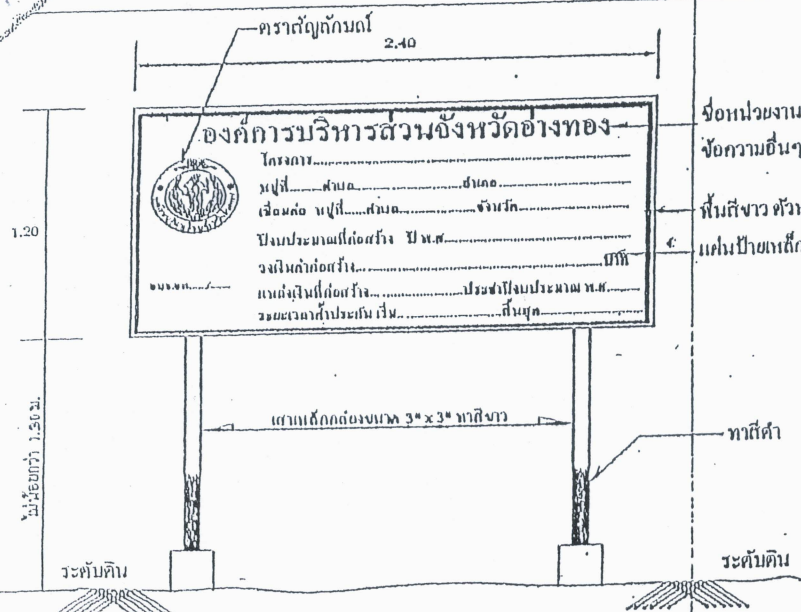 ตราสัญลักษณ์
2.40
องค์การบริหารส่วนจังหวัดอ่างทอง
ชื่อหน่วยงาน
ข้อความอื่นๆ
โครงการ
หมู่ที่......ตำบล..................อำเภอ
เชื่อมต่อ หมู่ที่.....ตำบล..............จังหวัด
พื้นสีขาว
ปีงบประมาณที่ก่อสร้าง ปี พ.ศ.
แผ่นป้ายเหล็ก
วงเงินค่าก่อสร้าง........................บาท
แหล่งเงินที่ก่อสร้าง................ประจำปีงบประมาณ พ.ศ.
ระยะเวลาค้ำประกัน เริ่ม..................สิ้นสุด
1.20
เสาเหล็กกล่องขนาด 3" x 3" ทาสีขาว
ทาสีดำ
ไม่น้อยกว่า 1.50 ม.
ระดับดิน
ระดับดิน